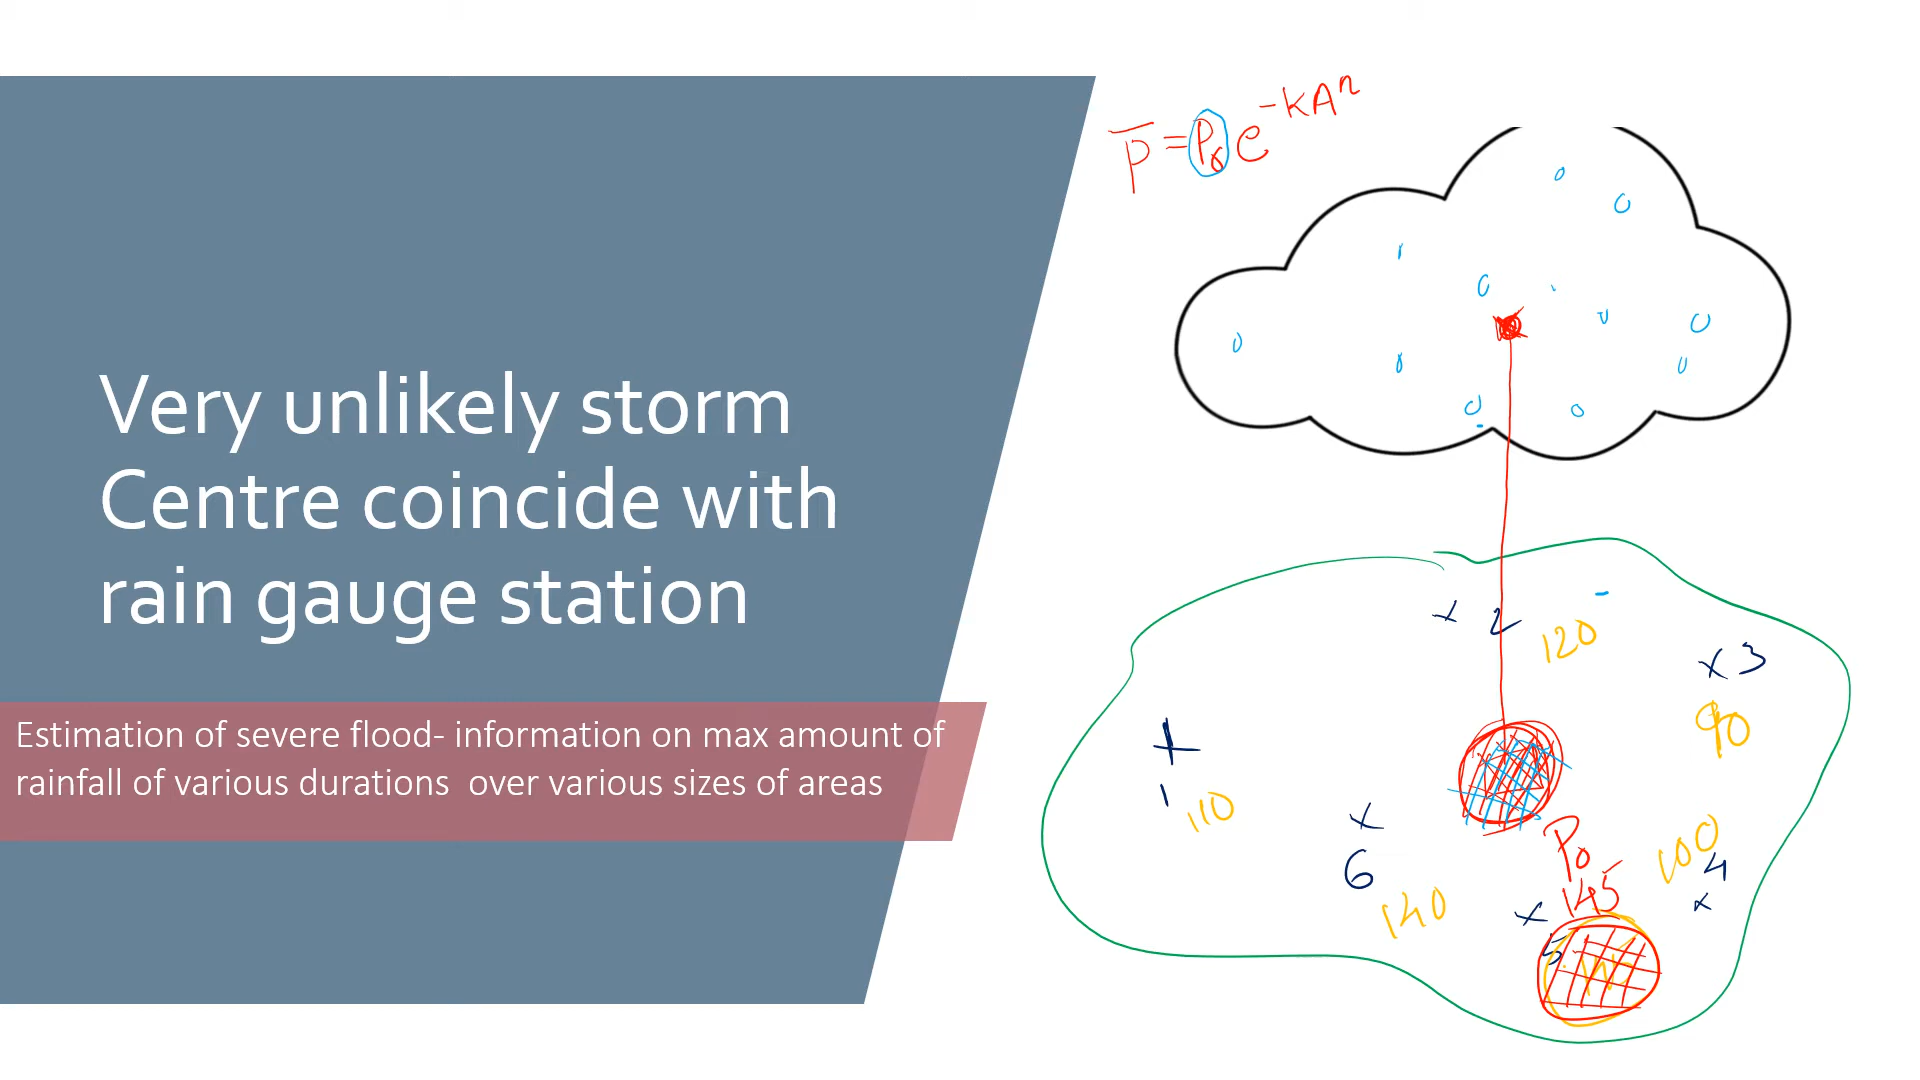 Very unlikely storm
Centre coincide with
rain gauge station
Estimation of severe flood- information on max amount of
rainfall of various durations  over various sizes of areas
p̅ = P₀ e^-KAⁿ
x 2
120
x 3
90
x
1
110
x
6
140
P₀
145
100
4
x
x
5